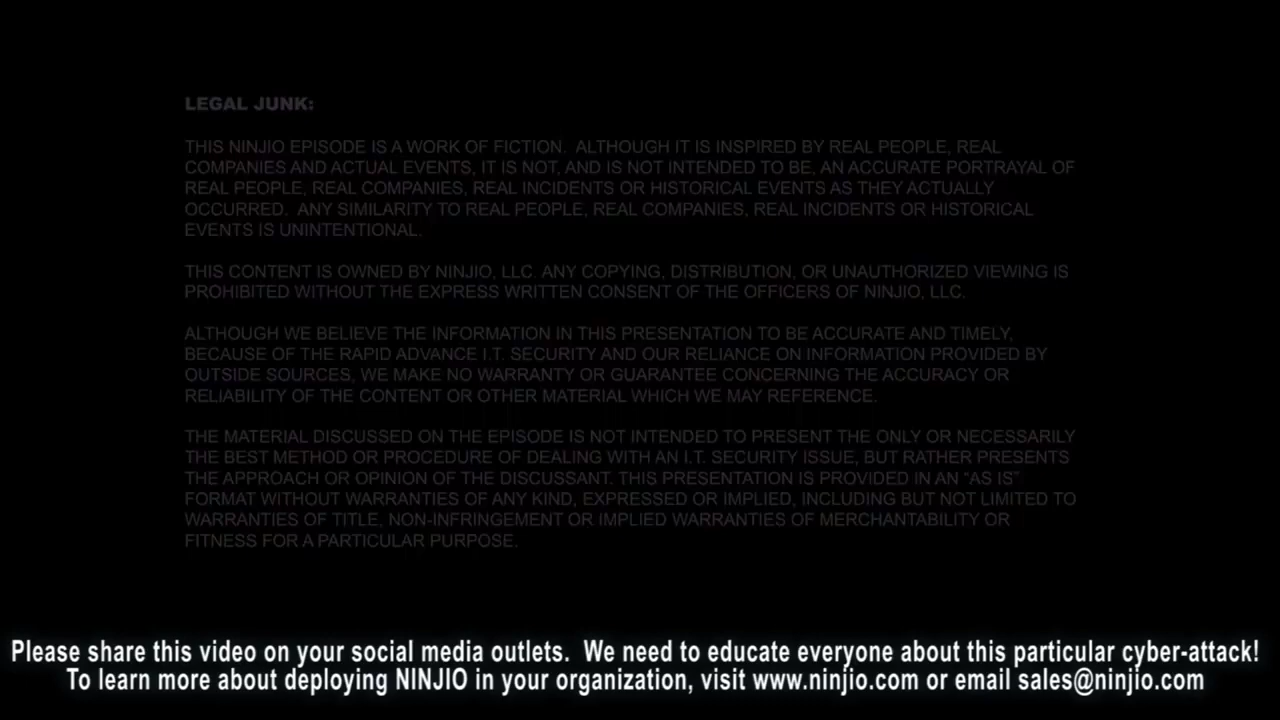 LEGAL JUNK:
THIS NINJIO EPISODE IS A WORK OF FICTION.  ALTHOUGH IT IS INSPIRED BY REAL PEOPLE, REAL
COMPANIES AND ACTUAL EVENTS, IT IS NOT, AND IS NOT INTENDED TO BE, AN ACCURATE PORTRAYAL OF
REAL PEOPLE, REAL COMPANIES, REAL INCIDENTS OR HISTORICAL EVENTS AS THEY ACTUALLY
OCCURRED.  ANY SIMILARITY TO REAL PEOPLE, REAL COMPANIES, REAL INCIDENTS OR HISTORICAL
EVENTS IS UNINTENTIONAL.
THIS CONTENT IS OWNED BY NINJIO, LLC. ANY COPYING, DISTRIBUTION, OR UNAUTHORIZED VIEWING IS
PROHIBITED WITHOUT THE EXPRESS WRITTEN CONSENT OF THE OFFICERS OF NINJIO, LLC.
ALTHOUGH WE BELIEVE THE INFORMATION IN THIS PRESENTATION TO BE ACCURATE AND TIMELY,
BECAUSE OF THE RAPID ADVANCE I.T. SECURITY AND OUR RELIANCE ON INFORMATION PROVIDED BY
OUTSIDE SOURCES, WE MAKE NO WARRANTY OR GUARANTEE CONCERNING THE ACCURACY OR
RELIABILITY OF THE CONTENT OR OTHER MATERIAL WHICH WE MAY REFERENCE.
THE MATERIAL DISCUSSED ON THE EPISODE IS NOT INTENDED TO PRESENT THE ONLY OR NECESSARILY
THE BEST METHOD OR PROCEDURE OF DEALING WITH AN I.T. SECURITY ISSUE, BUT RATHER PRESENTS
THE APPROACH OR OPINION OF THE DISCUSSANT. THIS PRESENTATION IS PROVIDED IN AN “AS IS”
FORMAT WITHOUT WARRANTIES OF ANY KIND, EXPRESSED OR IMPLIED, INCLUDING BUT NOT LIMITED TO
WARRANTIES OF TITLE, NON-INFRINGEMENT OR IMPLIED WARRANTIES OF MERCHANTABILITY OR
FITNESS FOR A PARTICULAR PURPOSE.
Please share this video on your social media outlets.  We need to educate everyone about this particular cyber-attack!
To learn more about deploying NINJIO in your organization, visit www.ninjio.com or email sales@ninjio.com